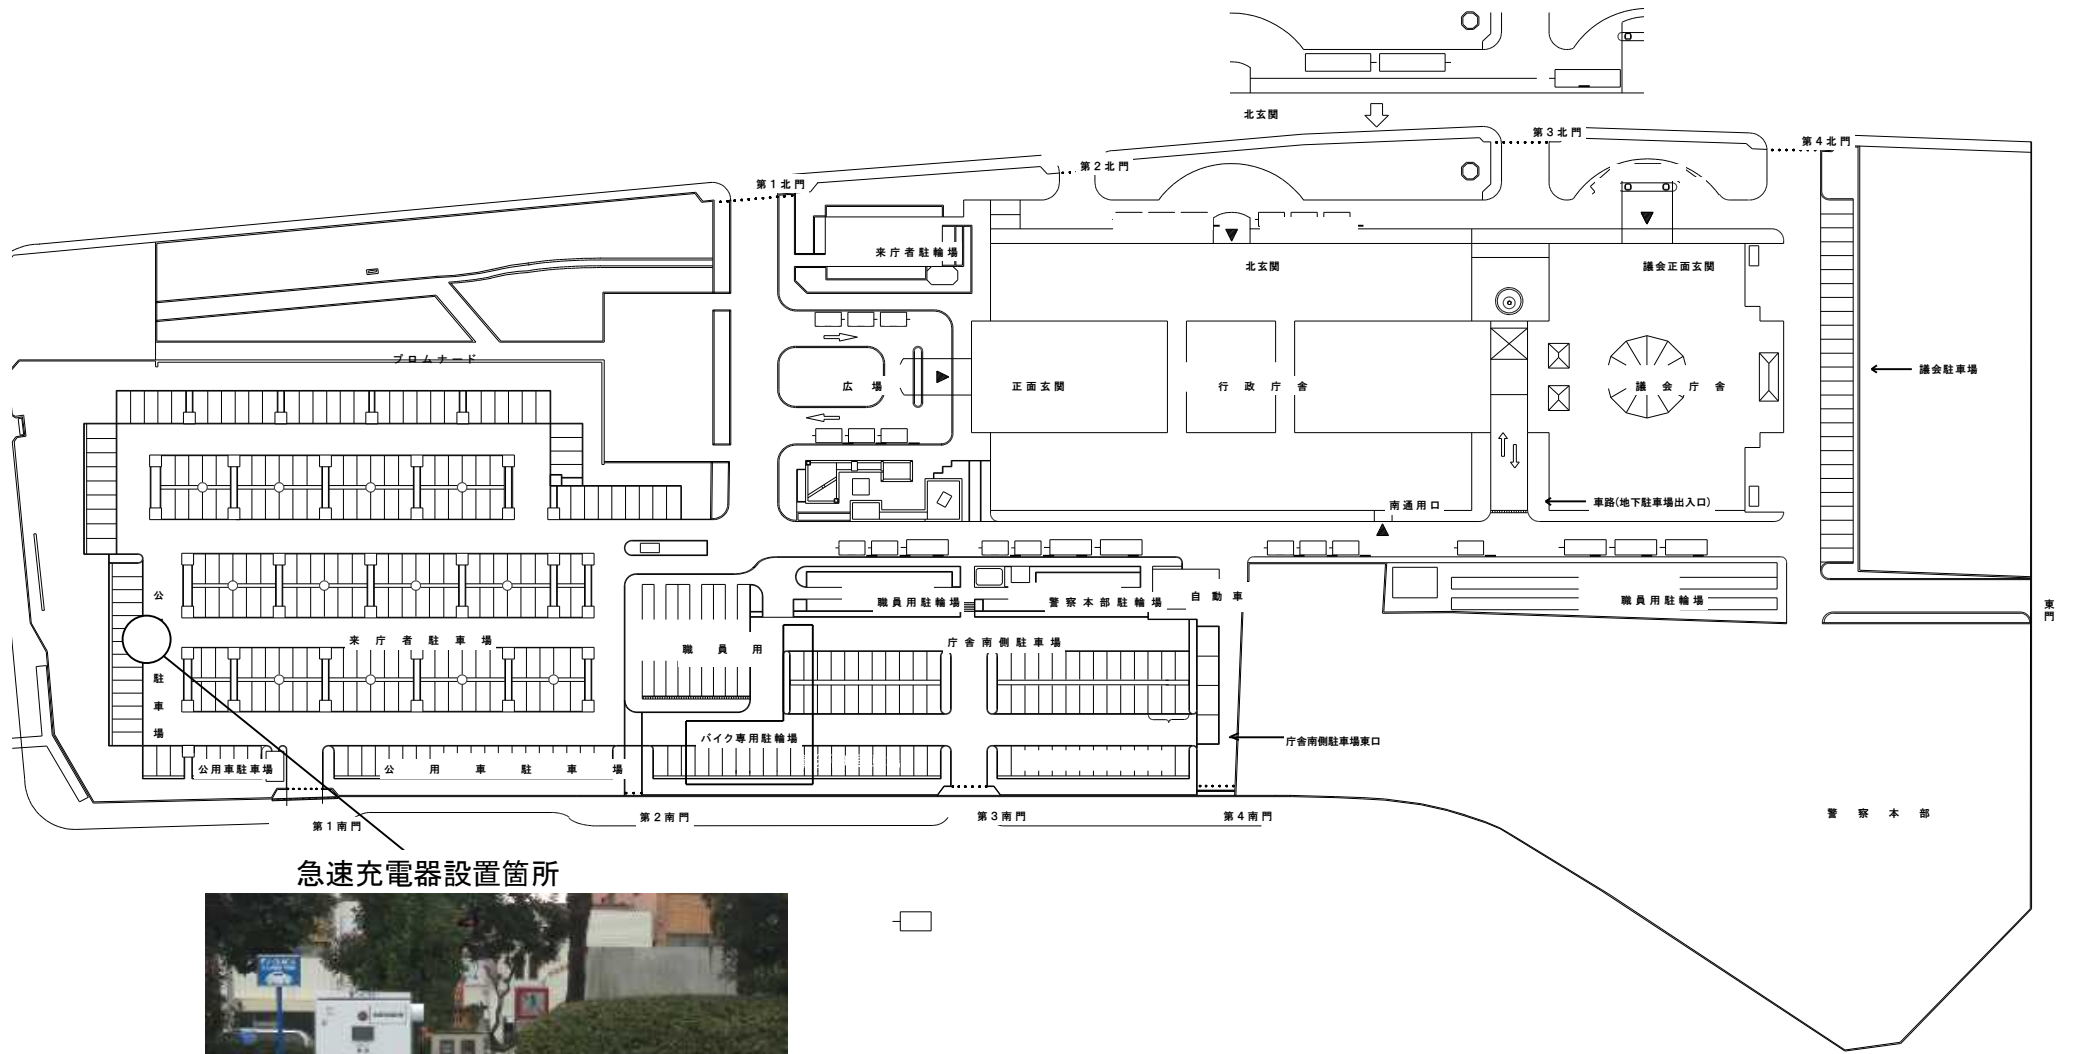 北玄関
第3北門
第4北門
第2北門
第1北門
来庁者駐輪場
北玄関
議会正面玄関
プロムナード
広場
正面玄関
行政庁舎
議会庁舎
議会駐車場
南通用口
車路(地下駐車場出入口)
公
駐
車
場
来庁者駐車場
職員用
職員用駐輪場
警察本部駐輪場
自動車
職員用駐輪場
東門
庁舎南側駐車場
バイク専用駐輪場
庁舎南側駐車場東口
公用車駐車場
公用車駐車場
第1南門
第2南門
第3南門
第4南門
警察本部
急速充電器設置箇所